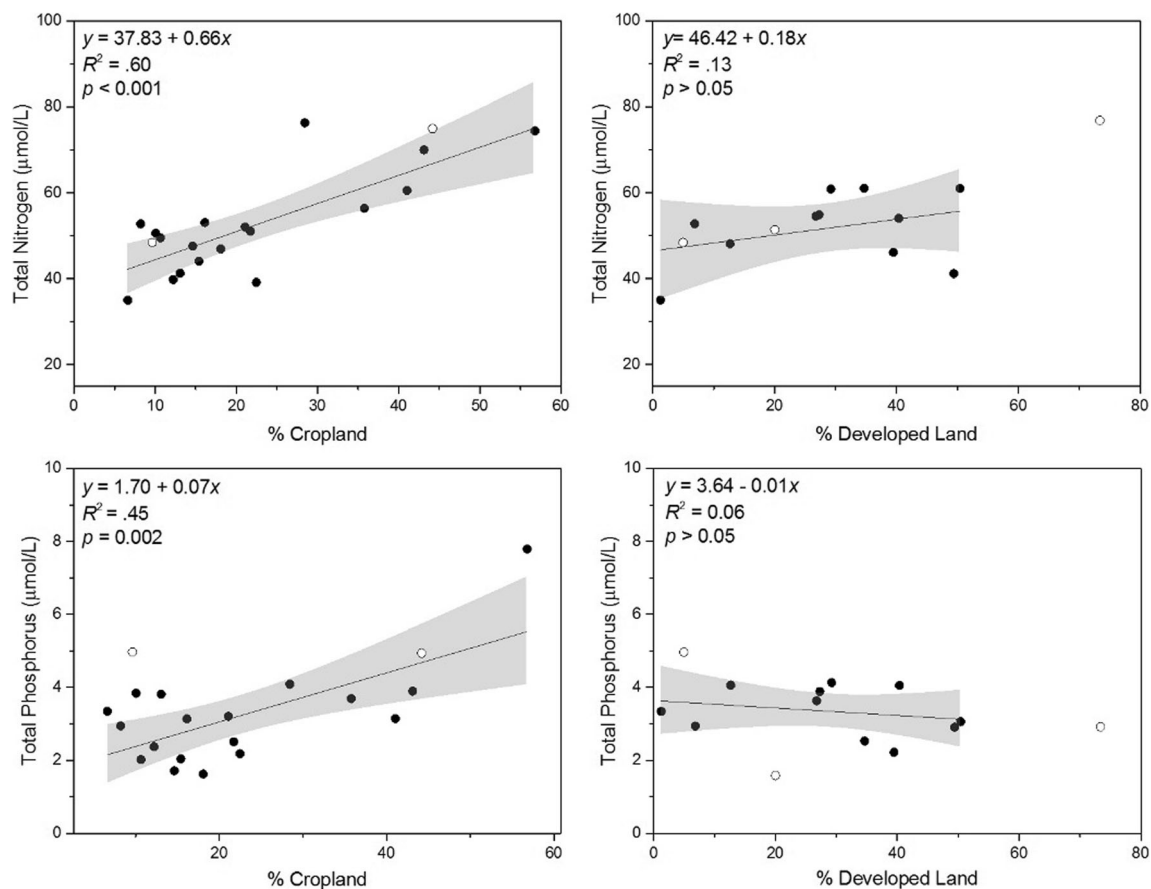 y = 37.83 + 0.66x
R² = .60
p < 0.001
Total Nitrogen (μmol/L)
100
80
60
40
20
0
10
20
30
40
50
60
% Cropland
y= 46.42 + 0.18x
R² = .13
p > 0.05
Total Nitrogen (μmol/L)
100
80
60
40
20
0
20
40
60
80
% Developed Land
y = 1.70 + 0.07x
R² = .45
p = 0.002
Total Phosphorus (μmol/L)
10
8
6
4
2
0
20
40
60
% Cropland
y = 3.64 - 0.01x
R² = 0.06
p > 0.05
Total Phosphorus (μmol/L)
10
8
6
4
2
0
0
20
40
60
80
% Developed Land